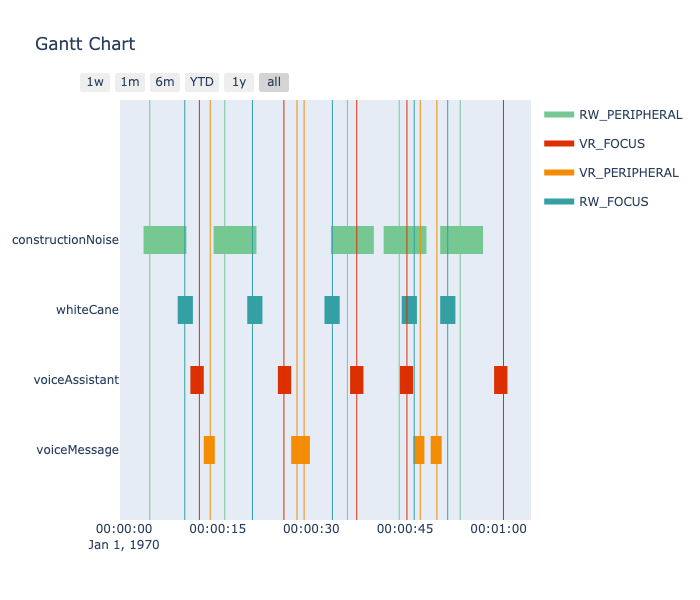 Gantt Chart
1w 1m 6m YTD 1y all
RW_PERIPHERAL
VR_FOCUS
VR_PERIPHERAL
RW_FOCUS
constructionNoise
whiteCane
voiceAssistant
voiceMessage
00:00:00 00:00:15 00:00:30 00:00:45 00:01:00
Jan 1, 1970